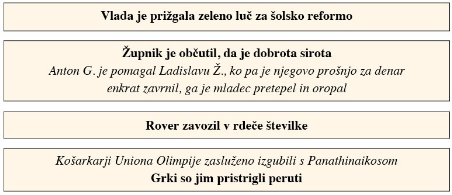 Vlada je prižgala zeleno luč za šolsko reformo
Župnik je občutil, da je dobrota sirota
Anton G. je pomagal Ladislavu Ž., ko pa je njegovo prošnjo za denar
enkrat zavrnil, ga je mladec pretepel in oropal
Rover zavozil v rdeče številke
Košarkarji Uniona Olimpije zasluženo izgubili s Panathinaikosom
Grki so jim pristrigli peruti